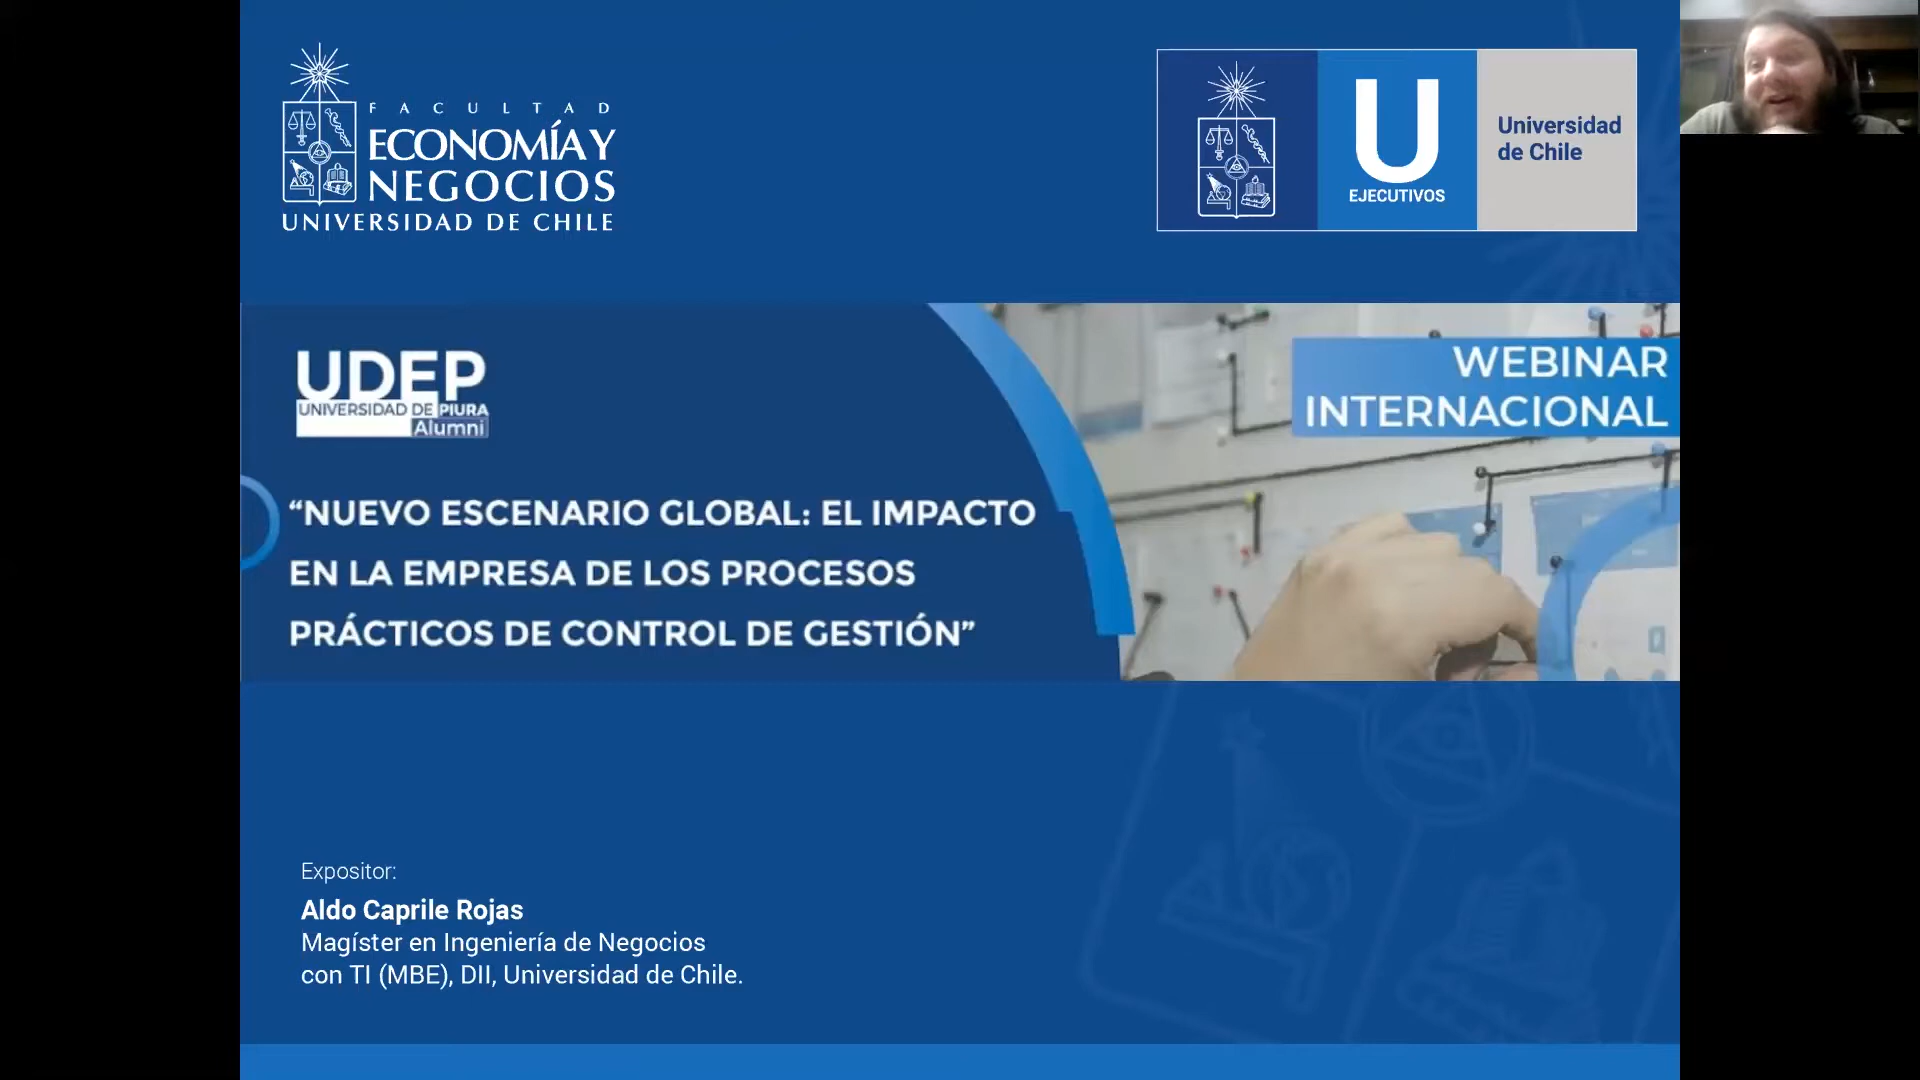 FACULTAD
ECONOMÍA Y
NEGOCIOS
UNIVERSIDAD DE CHILE
U
EJECUTIVOS
Universidad
de Chile
UDEP
UNIVERSIDAD DE PIURA
Alumni
WEBINAR
INTERNACIONAL
“NUEVO ESCENARIO GLOBAL: EL IMPACTO
EN LA EMPRESA DE LOS PROCESOS
PRÁCTICOS DE CONTROL DE GESTIÓN”
Expositor:
Aldo Caprile Rojas
Magíster en Ingeniería de Negocios
con TI (MBE), DII, Universidad de Chile.